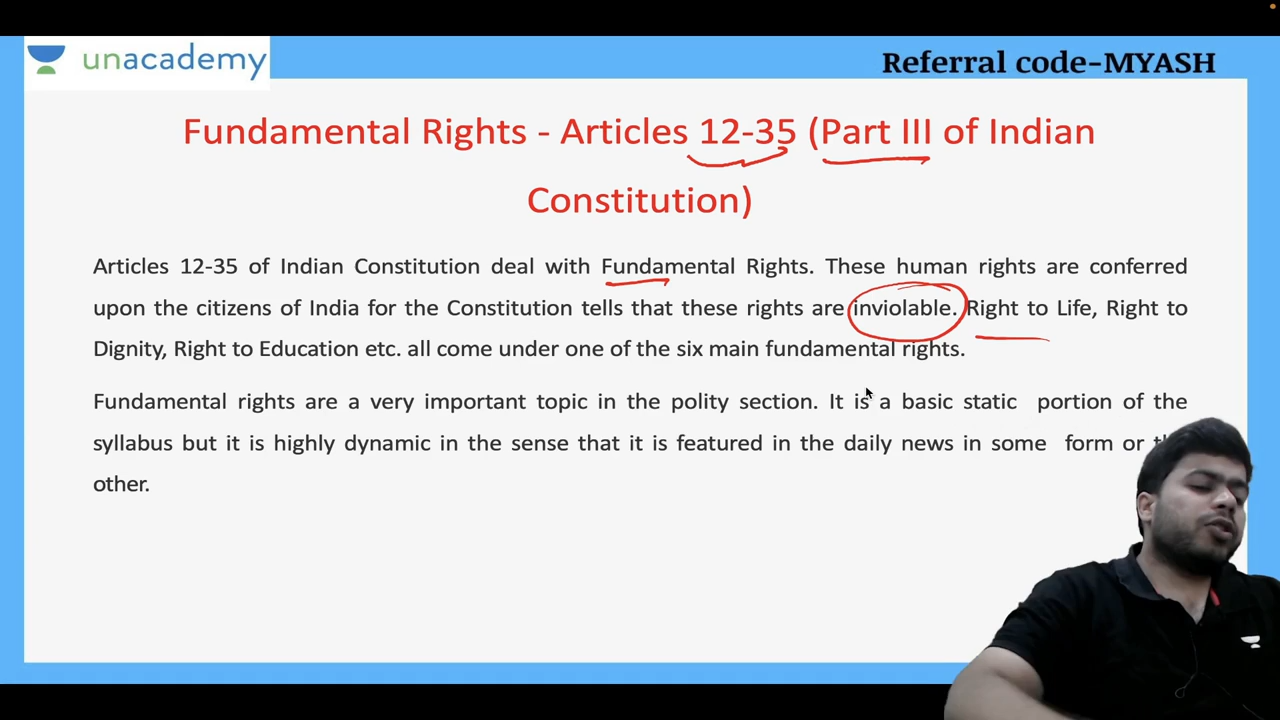 unacademy
Referral code-MYASH
Fundamental Rights - Articles 12-35 (Part III of Indian
Constitution)
Articles 12-35 of Indian Constitution deal with Fundamental Rights. These human rights are conferred
upon the citizens of India for the Constitution tells that these rights are inviolable. Right to Life, Right to
Dignity, Right to Education etc. all come under one of the six main fundamental rights.
Fundamental rights are a very important topic in the polity section. It is a basic static portion of the
syllabus but it is highly dynamic in the sense that it is featured in the daily news in some form or
other.